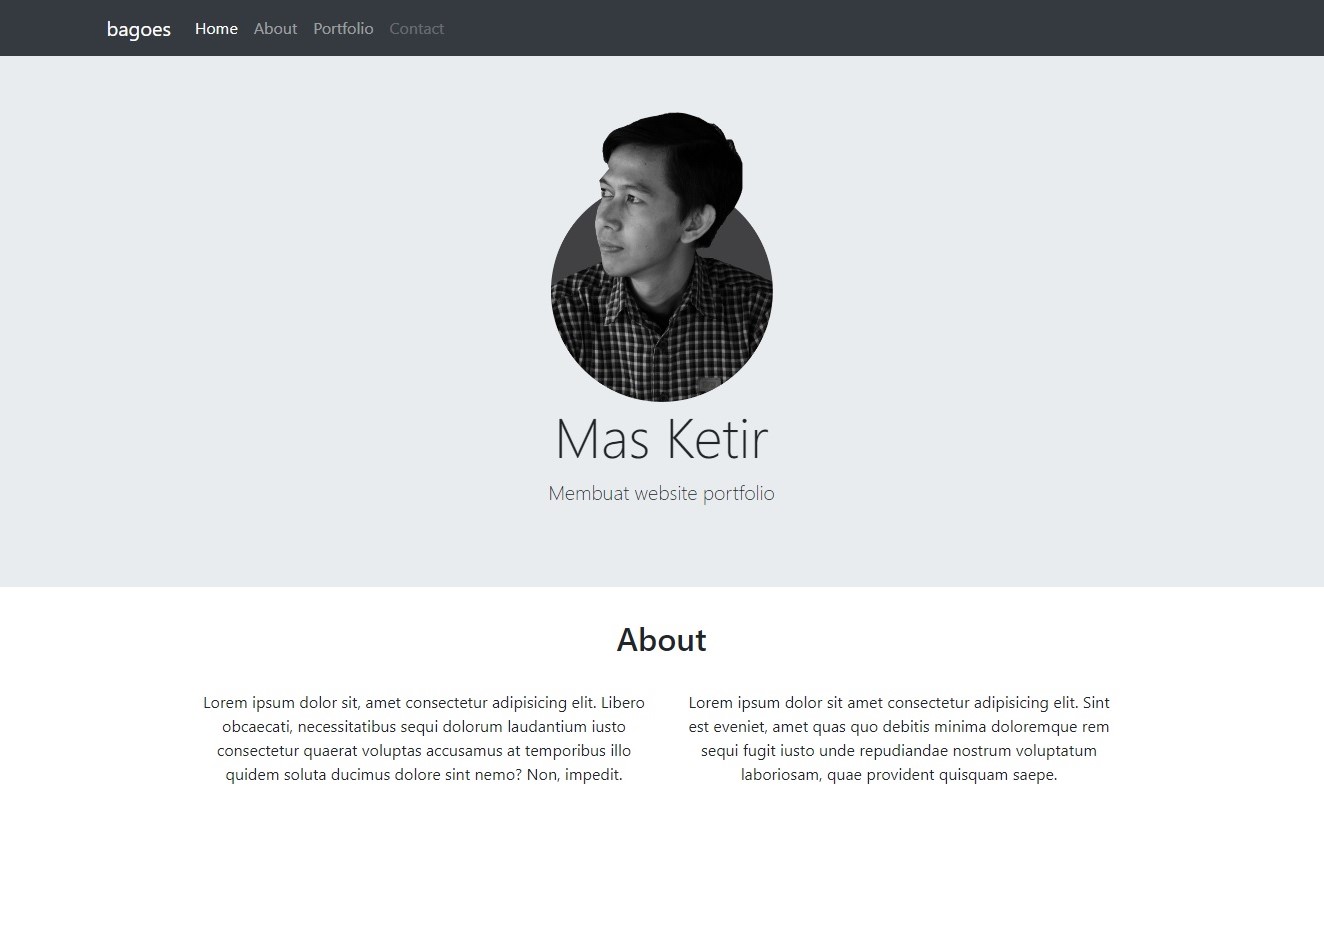 bagoes Home About Portfolio Contact
Mas Ketir
Membuat website portfolio
About
Lorem ipsum dolor sit, amet consectetur adipisicing elit. Libero
obcaecati, necessitatibus sequi dolorum laudantium iusto
consectetur quaerat voluptas accusamus at temporibus illo
quidem soluta ducimus dolore sint nemo? Non, impedit.
Lorem ipsum dolor sit amet consectetur adipisicing elit. Sint
est eveniet, amet quas quo debitis minima doloremque rem
sequi fugit iusto unde repudiandae nostrum voluptatum
laboriosam, quae provident quisquam saepe.